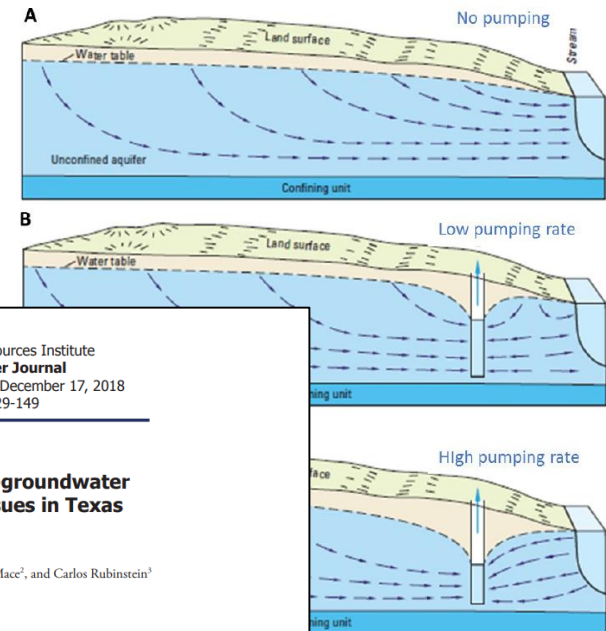 A
No pumping
Land surface
Stream
Water table
Unconfined aquifer
Confining unit
B
Low pumping rate
Land surface
Water table
ources Institute
er Journal
December 17, 2018
29-149
ning unit
groundwater
sues in Texas
Mace², and Carlos Rubinstein³
HIgh pumping rate
face
ning unit